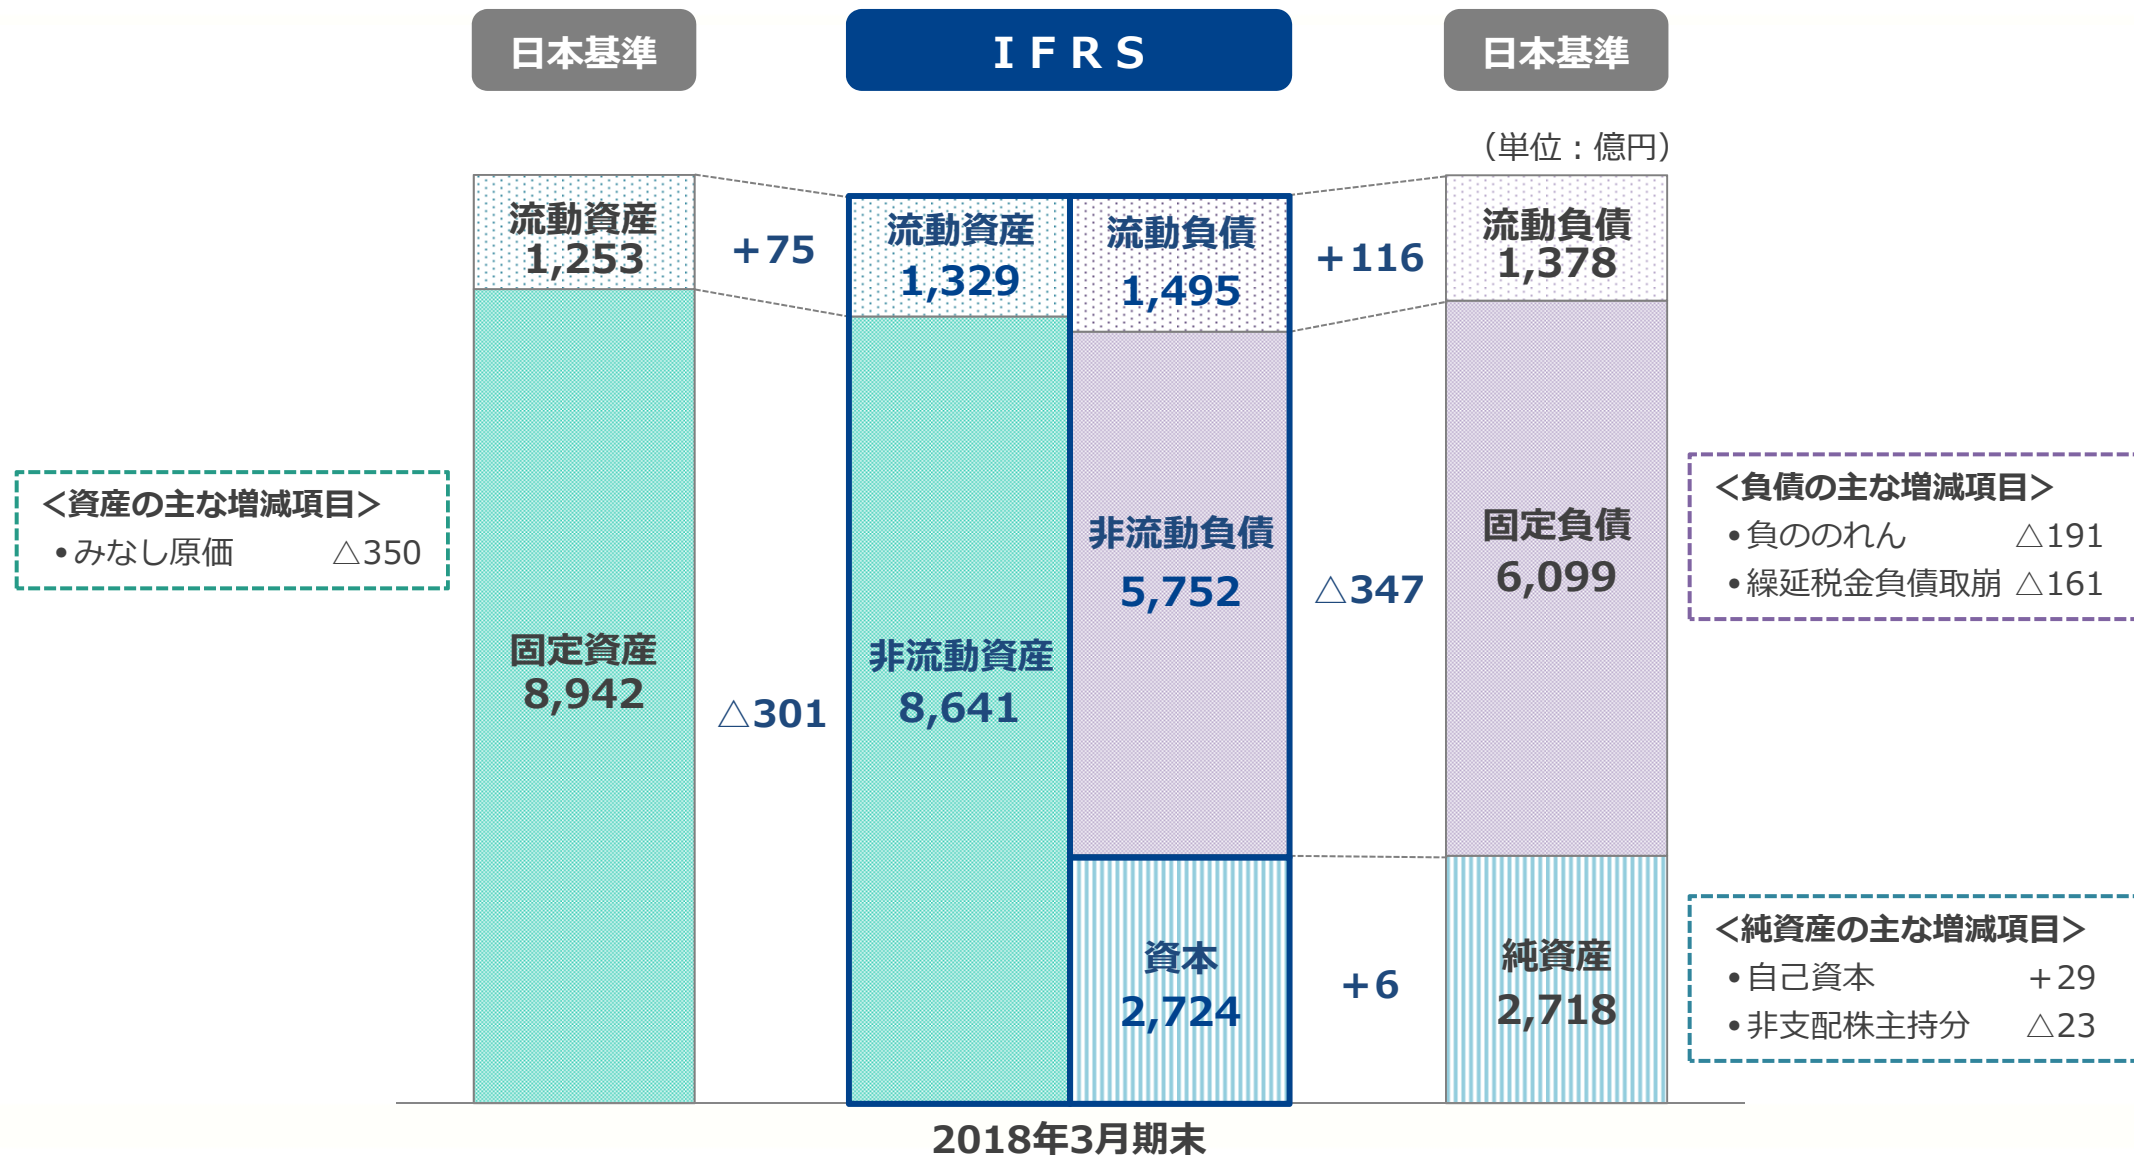 日本基準
ＩＦＲＳ
日本基準
（単位：億円）
流動資産
1,253
+75
流動資産
1,329
流動負債
1,495
+116
流動負債
1,378
＜資産の主な増減項目＞
•みなし原価 △350
固定資産
8,942
△301
非流動資産
8,641
非流動負債
5,752
△347
固定負債
6,099
＜負債の主な増減項目＞
•負ののれん △191
•繰延税金負債取崩 △161
資本
2,724
+6
純資産
2,718
＜純資産の主な増減項目＞
•自己資本 +29
•非支配株主持分 △23
2018年3月期末